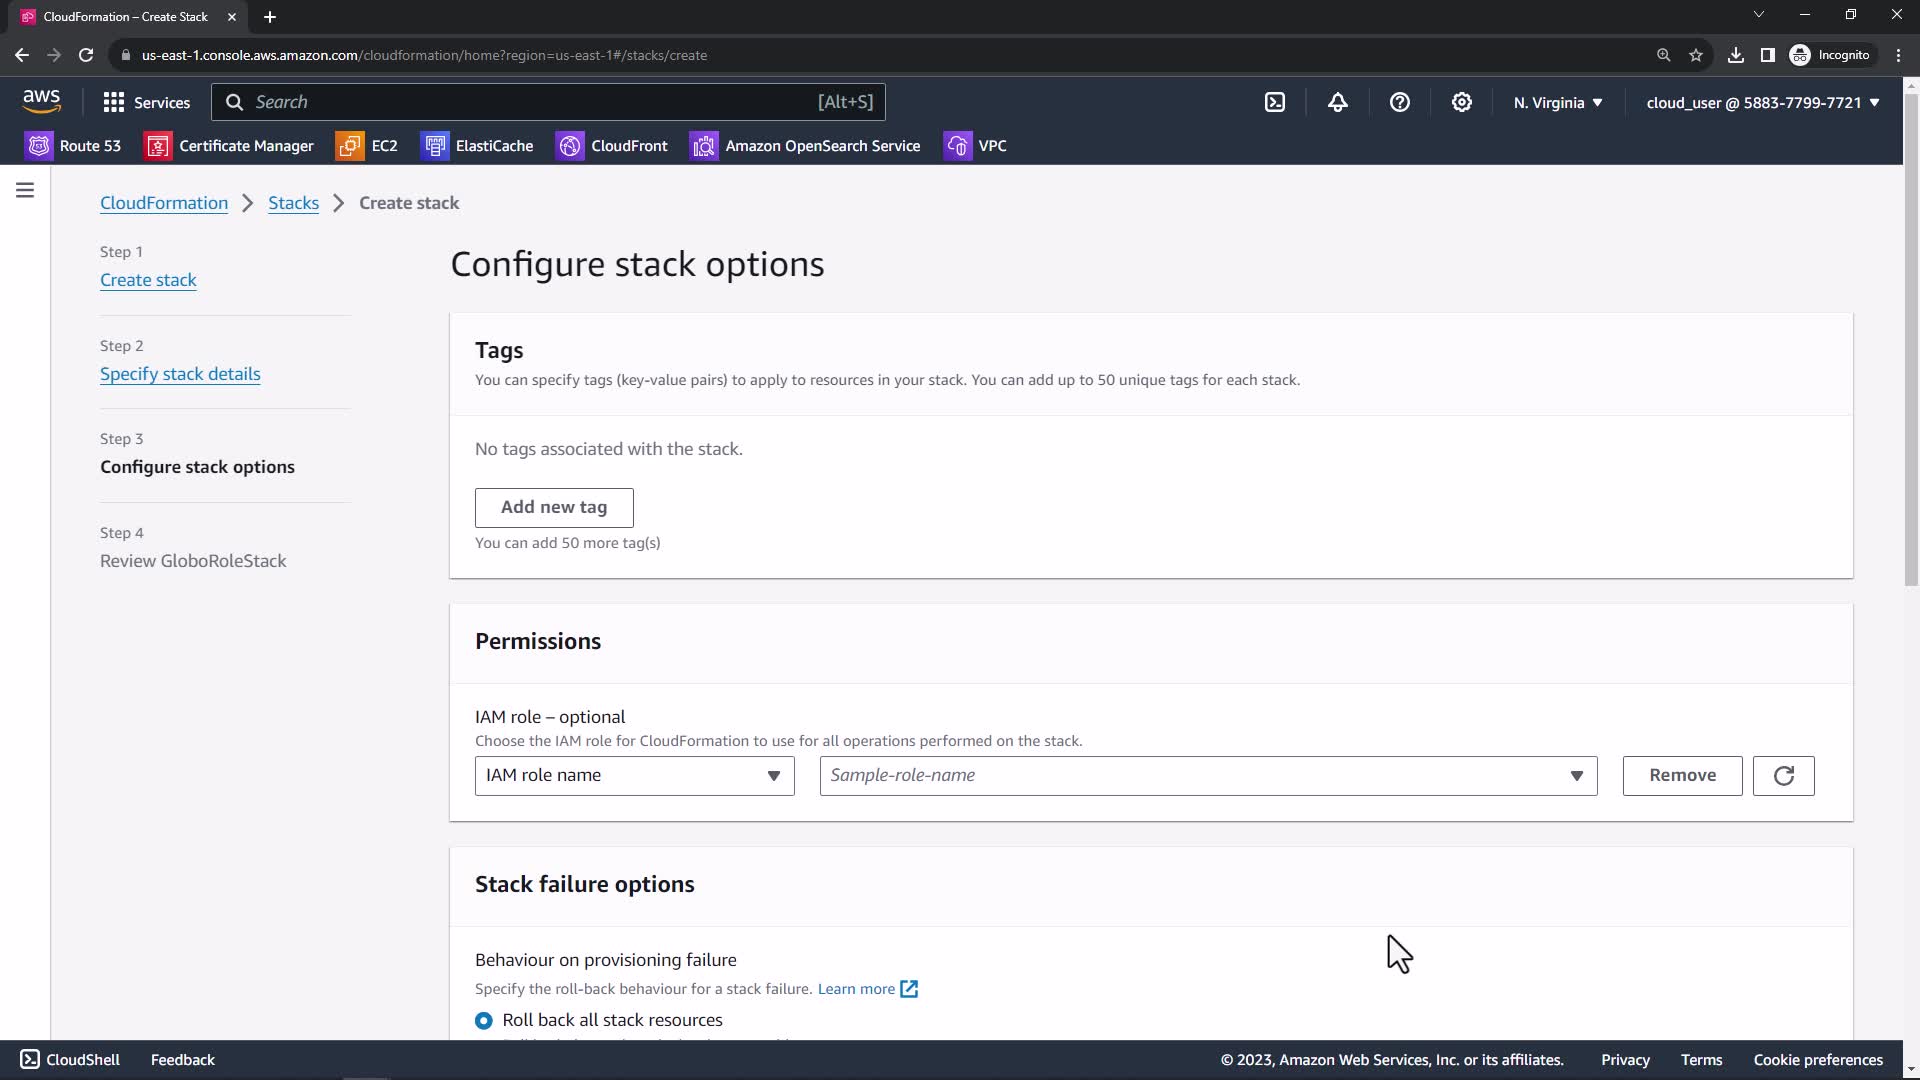 CloudFormation – Create Stack
us-east-1.console.aws.amazon.com/cloudformation/home?region=us-east-1#/stacks/create
Incognito
aws
Services
Search
[Alt+S]
N. Virginia
cloud_user @ 5883-7799-7721
Route 53
Certificate Manager
EC2
ElastiCache
CloudFront
Amazon OpenSearch Service
VPC
CloudFormation
Stacks
Create stack
Step 1
Create stack
Step 2
Specify stack details
Step 3
Configure stack options
Step 4
Review GloboRoleStack
Configure stack options
Tags
You can specify tags (key-value pairs) to apply to resources in your stack. You can add up to 50 unique tags for each stack.
No tags associated with the stack.
Add new tag
You can add 50 more tag(s)
Permissions
IAM role – optional
Choose the IAM role for CloudFormation to use for all operations performed on the stack.
IAM role name
Sample-role-name
Remove
Stack failure options
Behaviour on provisioning failure
Specify the roll-back behaviour for a stack failure. Learn more
Roll back all stack resources
CloudShell
Feedback
© 2023, Amazon Web Services, Inc. or its affiliates.
Privacy
Terms
Cookie preferences